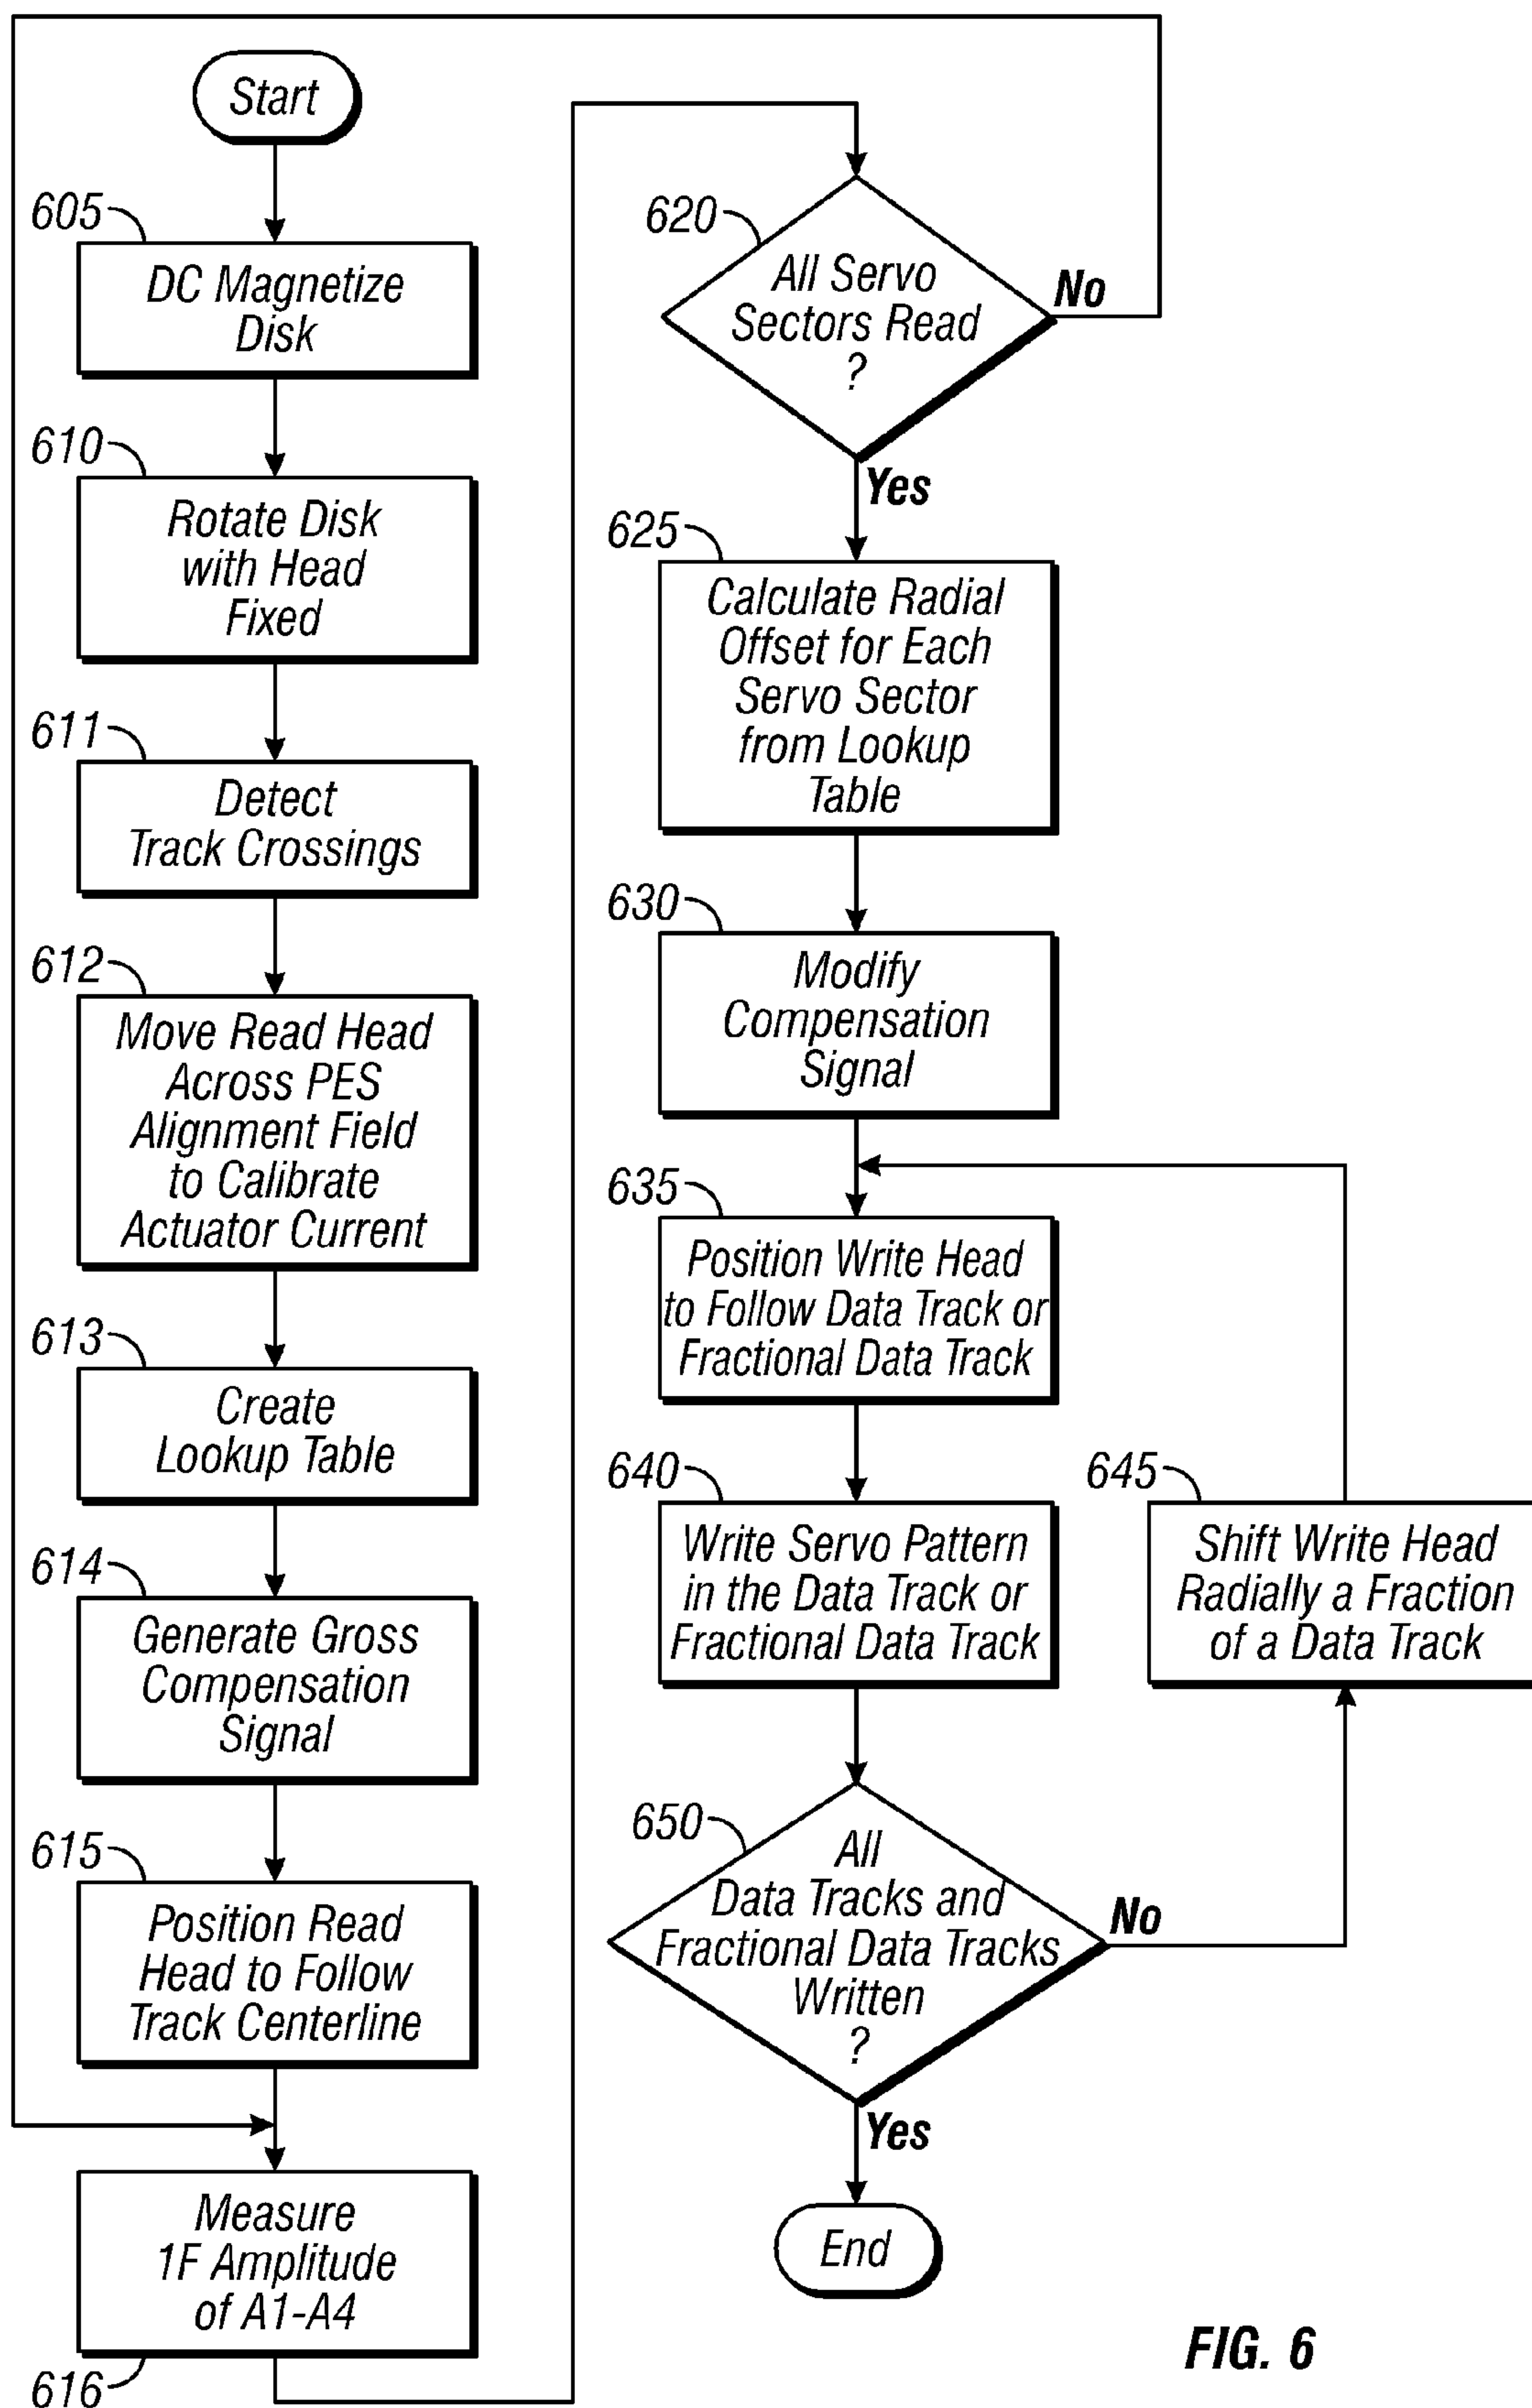 Start
605
DC Magnetize
Disk
610
Rotate Disk
with Head
Fixed
611
Detect
Track Crossings
612
Move Read Head
Across PES
Alignment Field
to Calibrate
Actuator Current
613
Create
Lookup Table
614
Generate Gross
Compensation
Signal
615
Position Read
Head to Follow
Track Centerline
Measure
1F Amplitude
of A1-A4
616
620
All Servo
Sectors Read
?
No
Yes
625
Calculate Radial
Offset for Each
Servo Sector
from Lookup
Table
630
Modify
Compensation
Signal
635
Position Write Head
to Follow Data Track or
Fractional Data Track
640
Write Servo Pattern
in the Data Track or
Fractional Data Track
645
Shift Write Head
Radially a Fraction
of a Data Track
650
All
Data Tracks and
Fractional Data Tracks
Written
?
No
Yes
End
FIG. 6